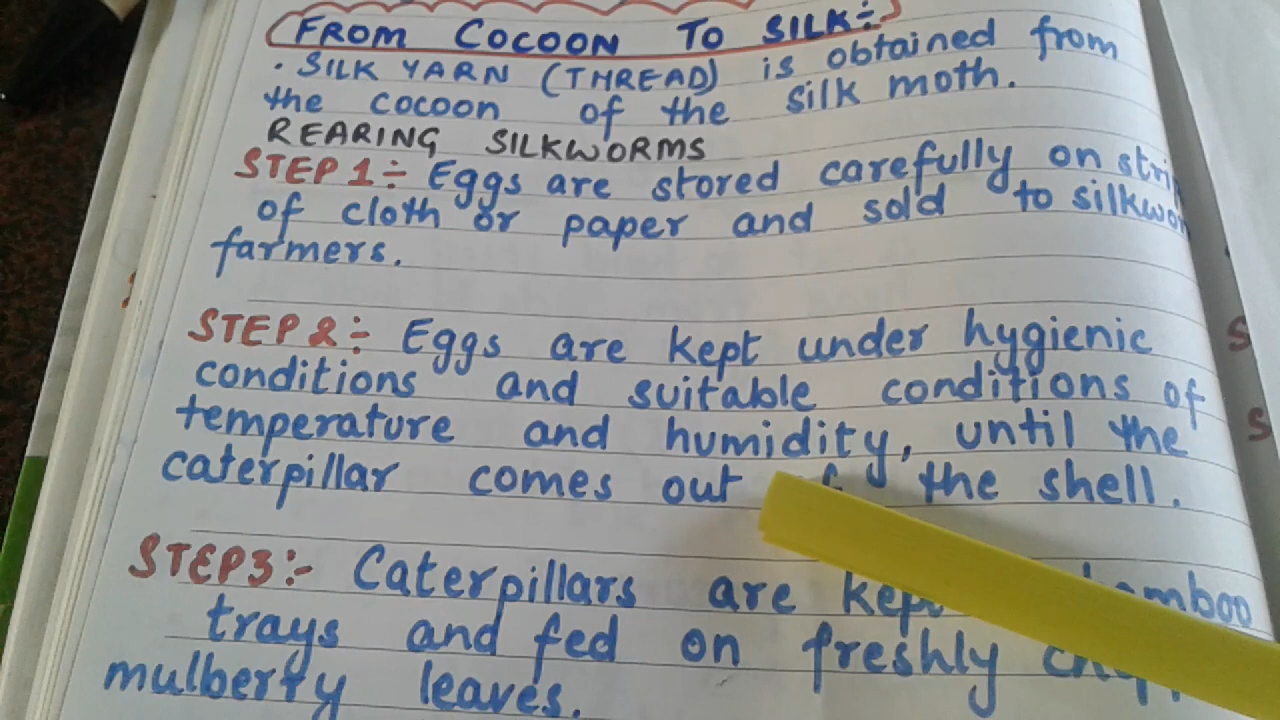 FROM COCOON TO SILK:-
• SILK YARN (THREAD) is obtained from
the cocoon of the silk moth.
REARING SILKWORMS
STEP 1:- Eggs are stored carefully on
of cloth or paper and sold to
farmers.
STEP 2:- Eggs are kept under hygienic
conditions and suitable conditions of
temperature and humidity, until the
caterpillar comes out of the shell.
STEP3:- Caterpillars are kept
trays and fed on freshly
mulberry leaves.
S
S